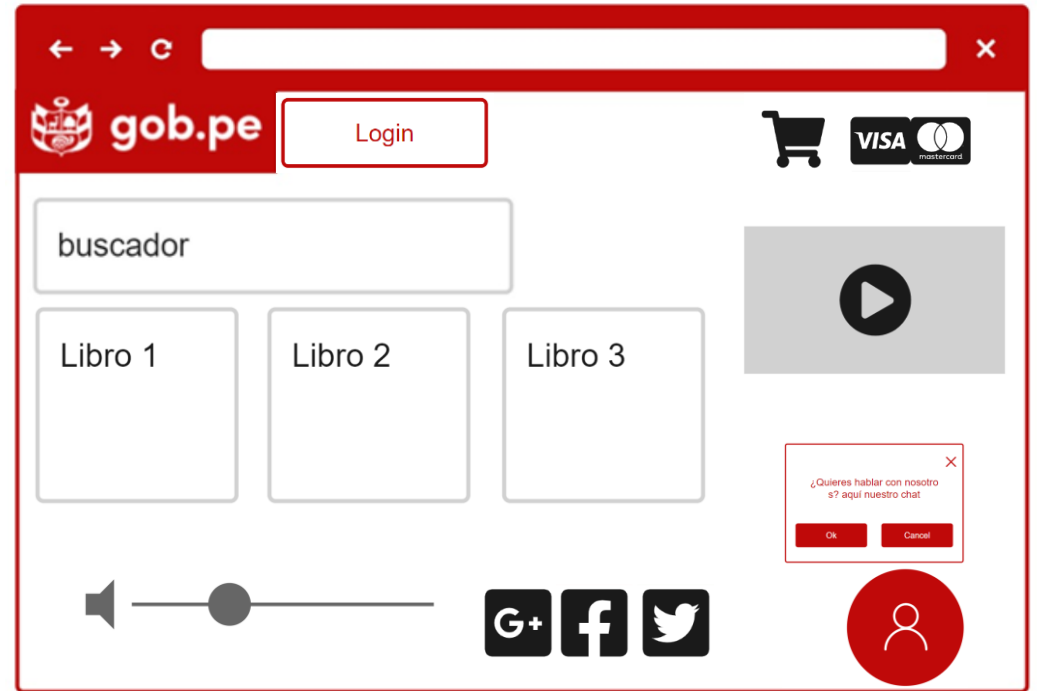 gob.pe
Login
VISA
mastercard
buscador
Libro 1
Libro 2
Libro 3
¿Quieres hablar con nosotro
s? aquí nuestro chat
Ok
Cancel
G+